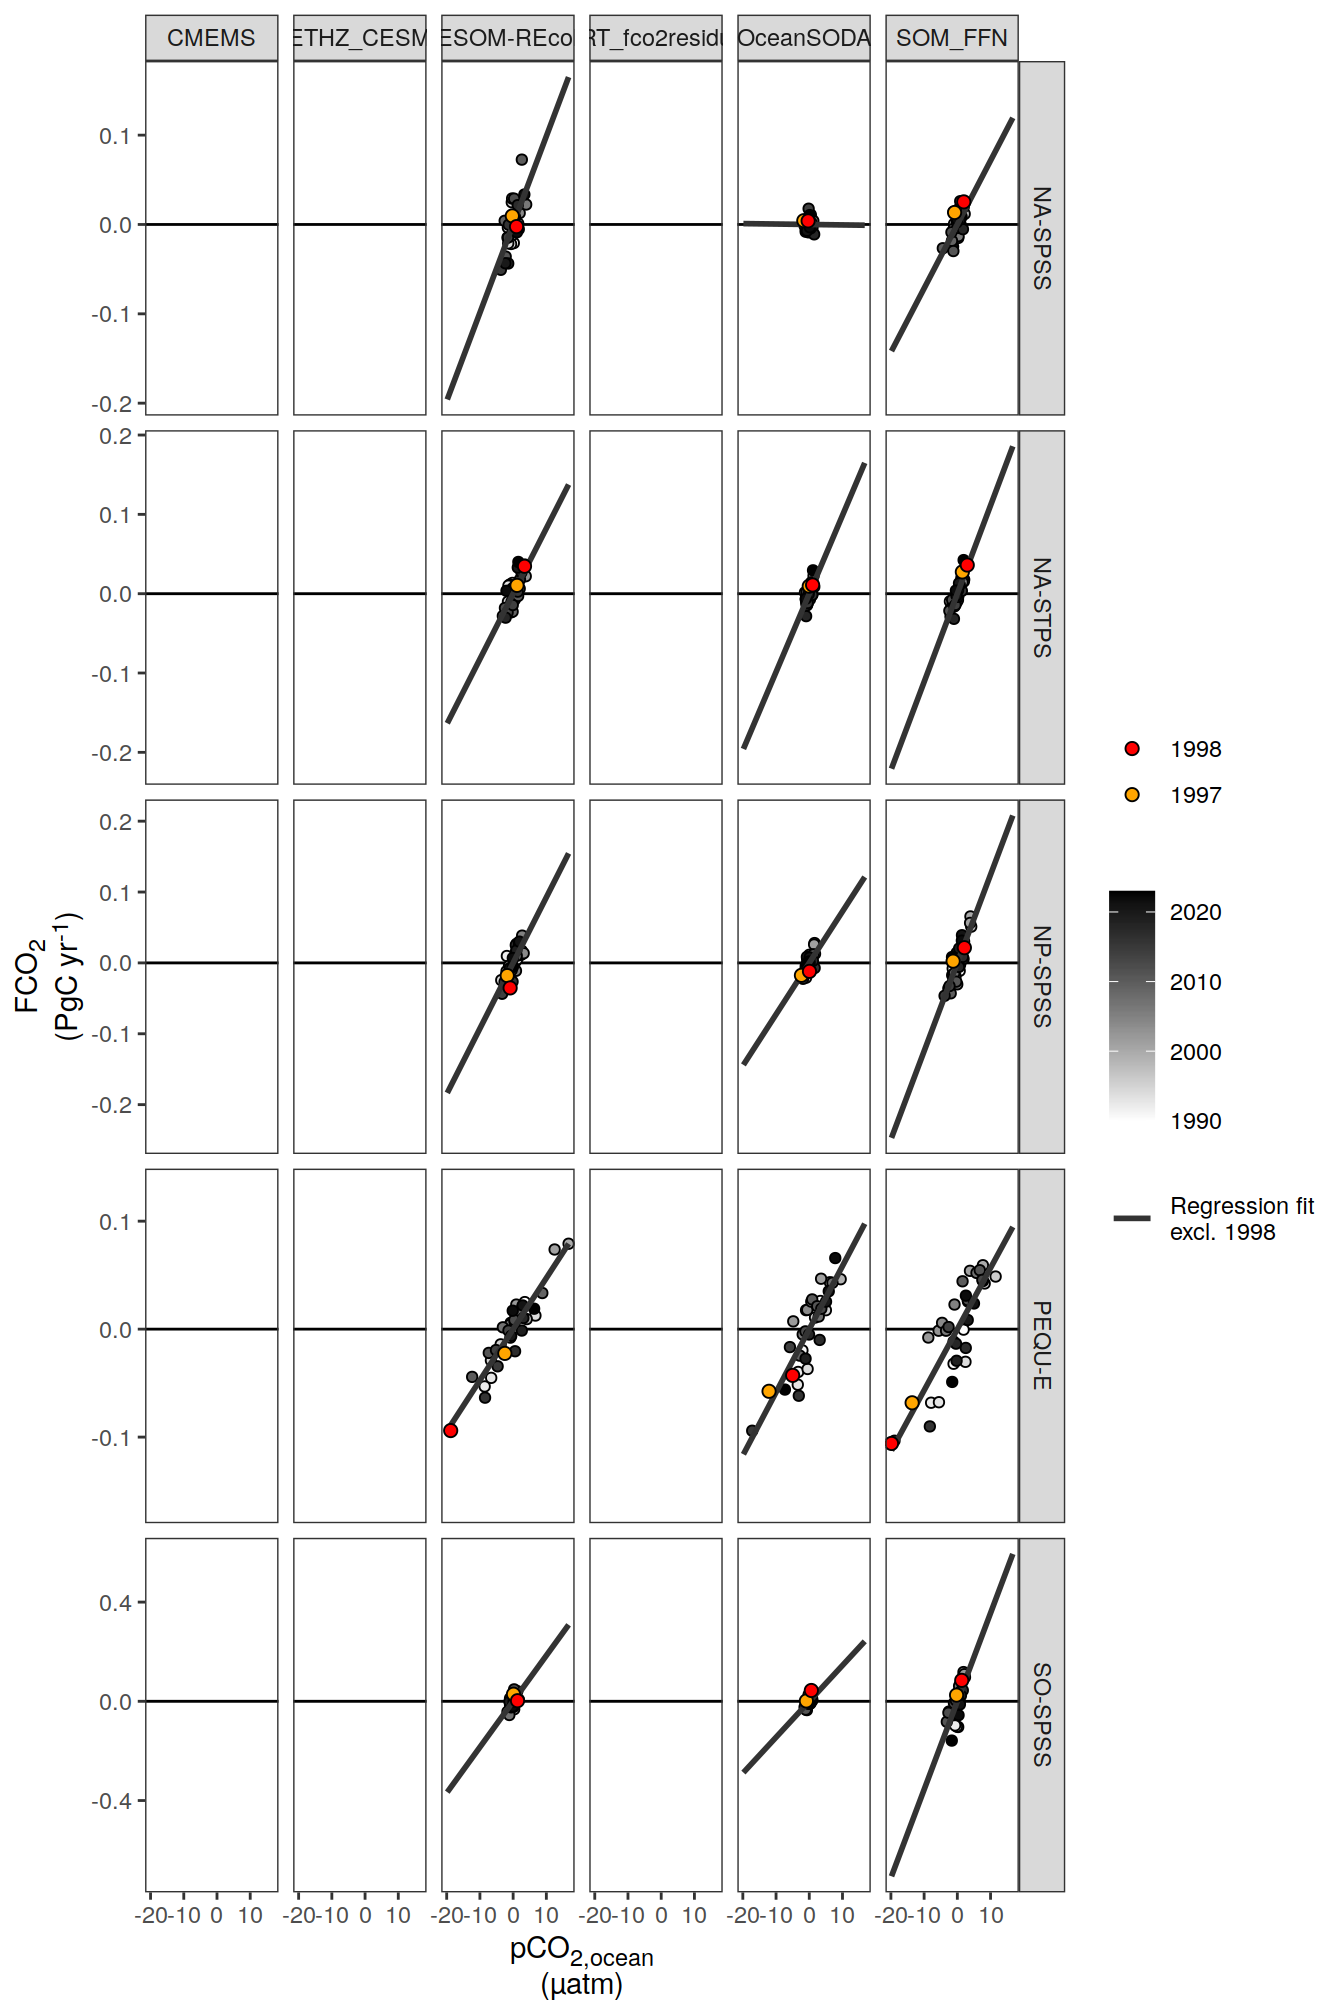 CMEMS ETHZ_CESM ESOM-REco RT_fco2residu OceanSODA SOM_FFN
0.1
0.0
-0.1
-0.2
NA-SPSS
0.2
0.1
0.0
-0.1
-0.2
NA-STPS
0.2
0.1
0.0
-0.1
-0.2
NP-SPSS
0.1
0.0
-0.1
PEQU-E
0.4
0.0
-0.4
SO-SPSS
-20 -10 0 10 -20 -10 0 10 -20 -10 0 10 -20 -10 0 10 -20 -10 0 10 -20 -10 0 10
pCO2,ocean
(µatm)
FCO2
(PgC yr-1)
1998
1997
2020
2010
2000
1990
Regression fit
excl. 1998